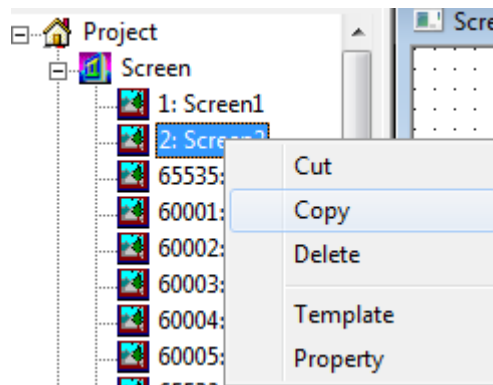 Project
Screen
1: Screen1
2: Screen2
65535:
60001:
60002:
60003:
60004:
60005:
Cut
Copy
Delete
Template
Property